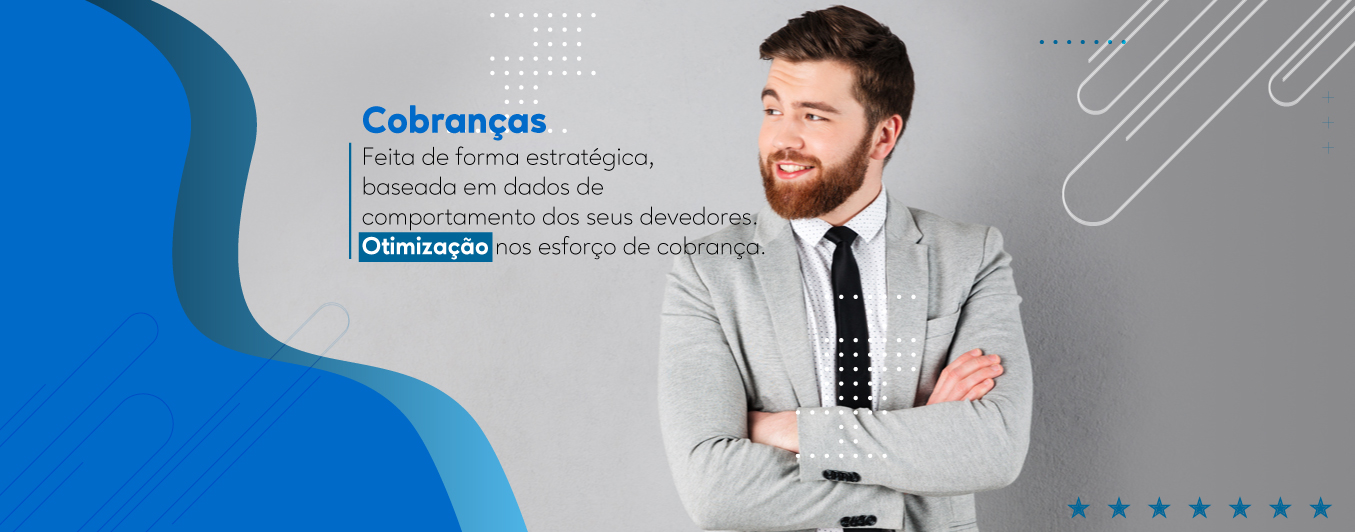 Cobranças
Feita de forma estratégica,
baseada em dados de
comportamento dos seus devedores.
Otimização nos esforço de cobrança.